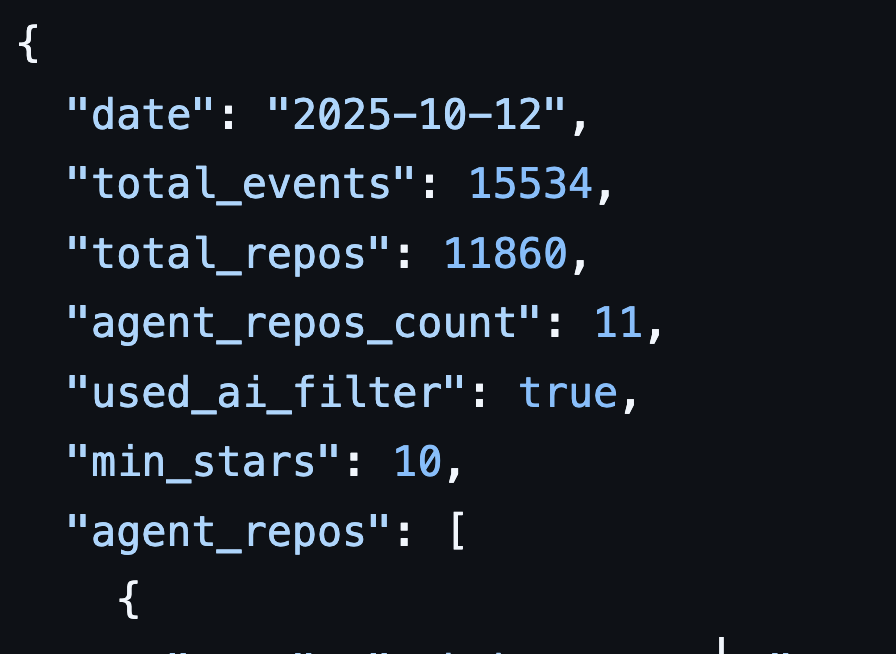 {
"date": "2025-10-12",
"total_events": 15534,
"total_repos": 11860,
"agent_repos_count": 11,
"used_ai_filter": true,
"min_stars": 10,
"agent_repos": [
{